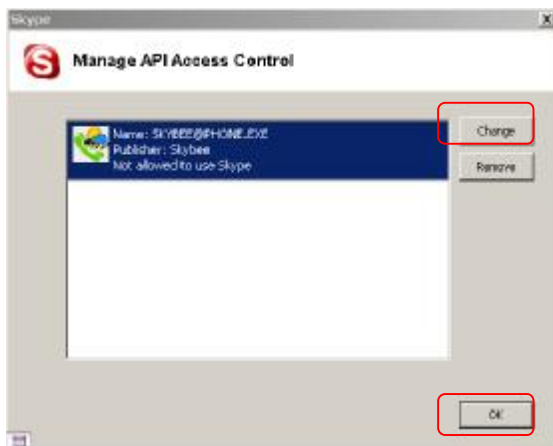 Skype
Manage API Access Control
Name: SKYBEE@PHONE.EXE
Publisher: Skybee
Not allowed to use Skype
Change
Remove
OK